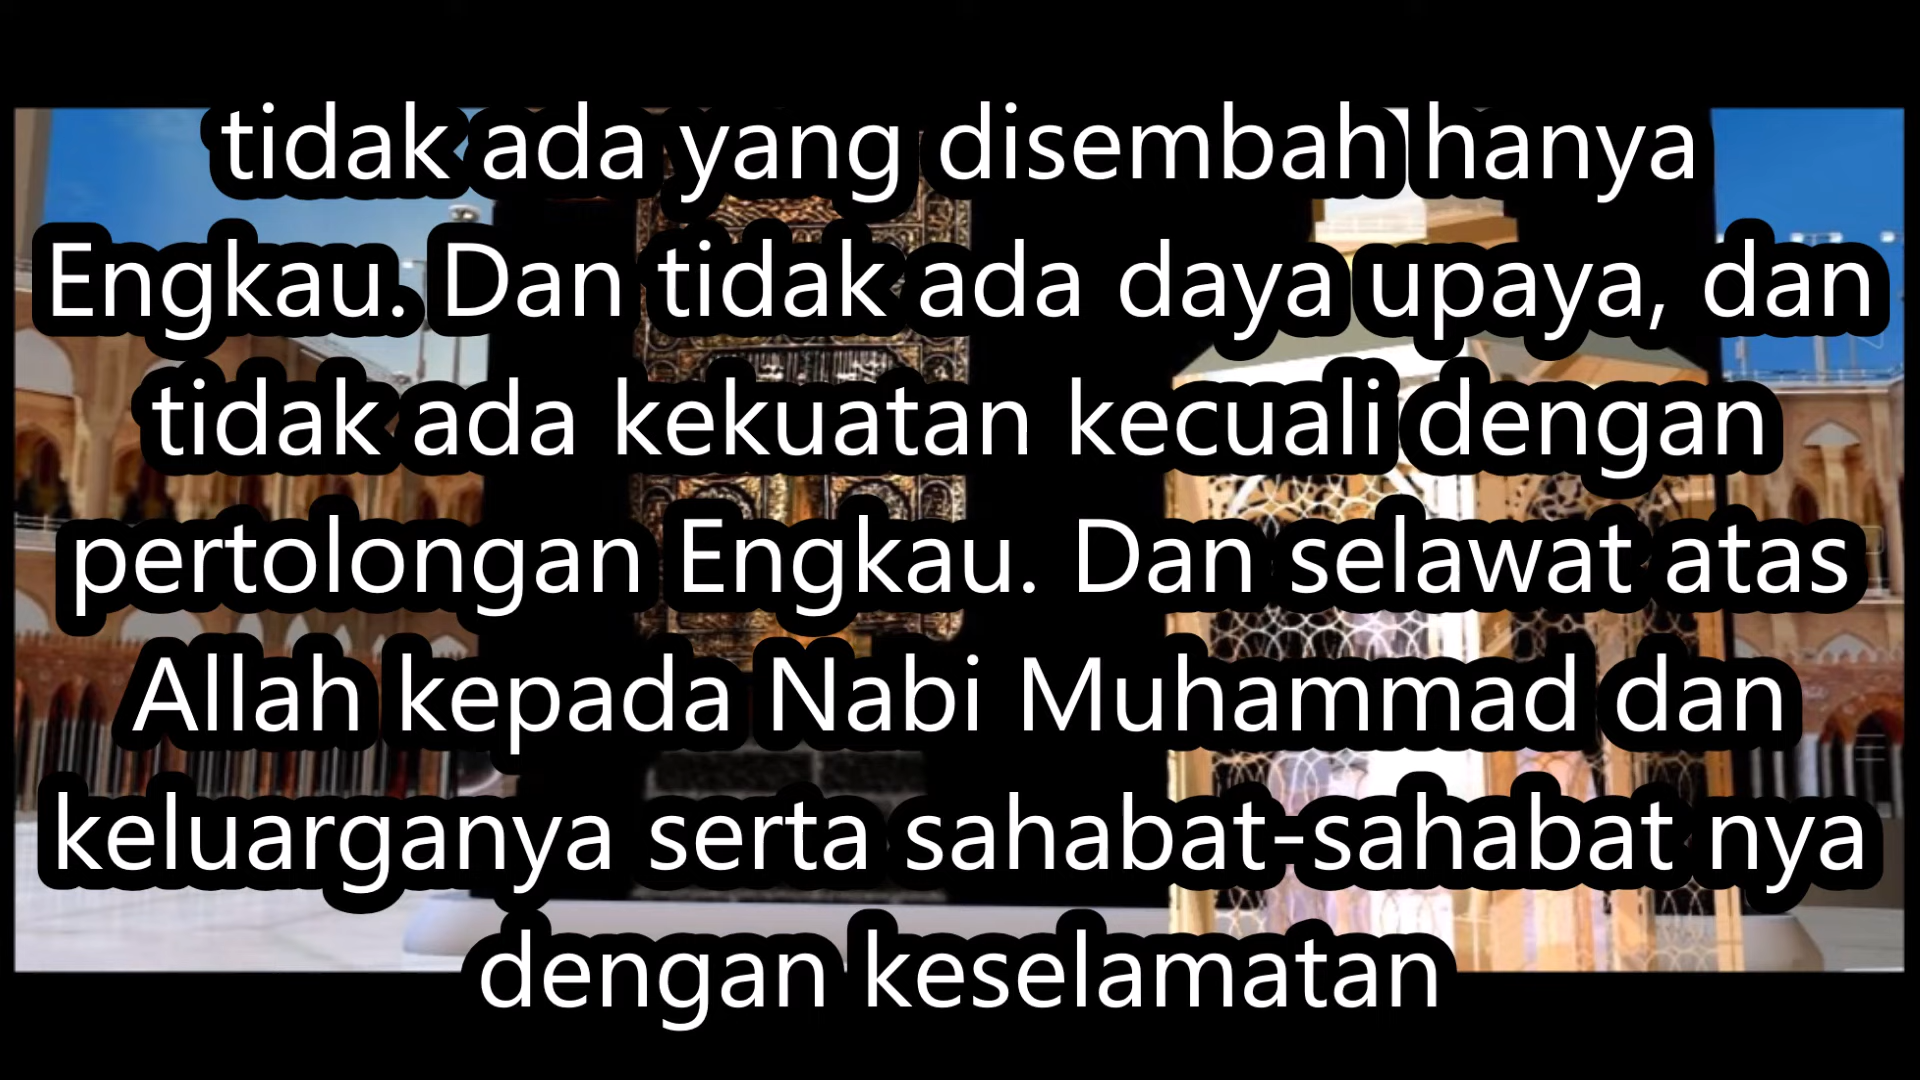 tidak ada yang disembah hanya
Engkau. Dan tidak ada daya upaya, dan
tidak ada kekuatan kecuali dengan
pertolongan Engkau. Dan selawat atas
Allah kepada Nabi Muhammad dan
keluarganya serta sahabat-sahabat nya
dengan keselamatan